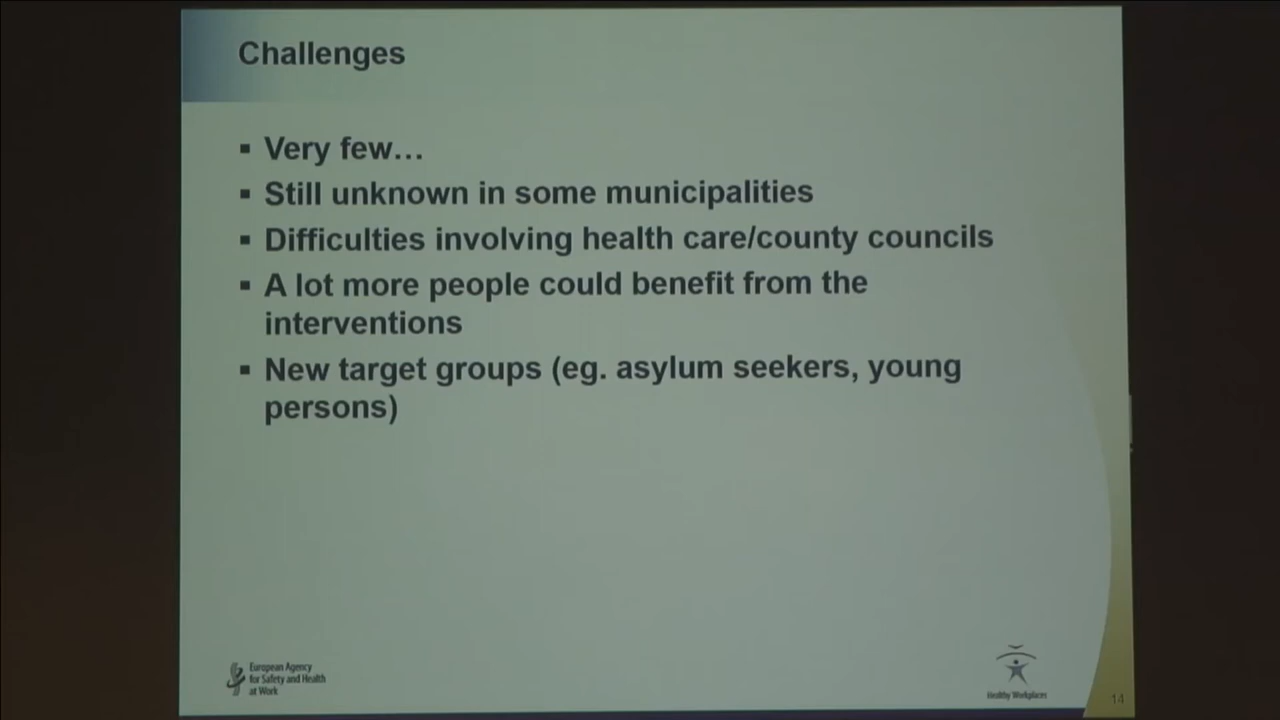 Challenges
▪ Very few…
▪ Still unknown in some municipalities
▪ Difficulties involving health care/county councils
▪ A lot more people could benefit from the
interventions
▪ New target groups (eg. asylum seekers, young
persons)
European Agency
for Safety and Health
at Work
Healthy Workplaces
14